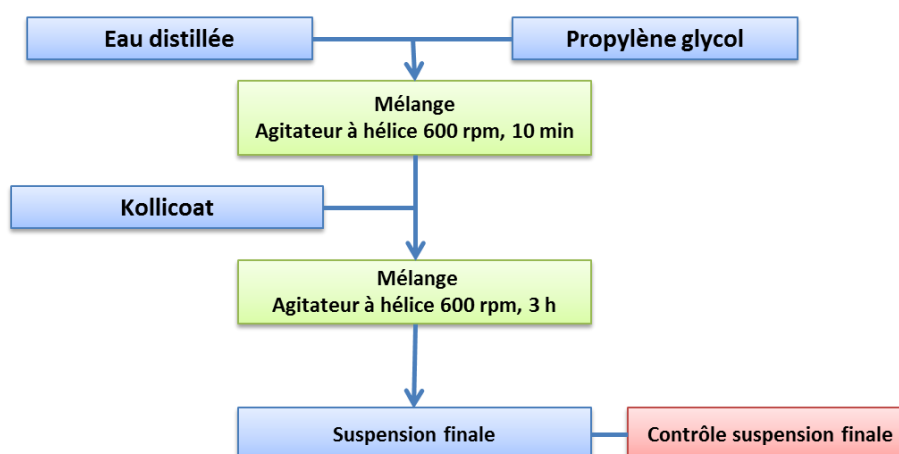 Eau distillée
Propylène glycol
Mélange
Agitateur à hélice 600 rpm, 10 min
Kollicoat
Mélange
Agitateur à hélice 600 rpm, 3 h
Suspension finale
Contrôle suspension finale